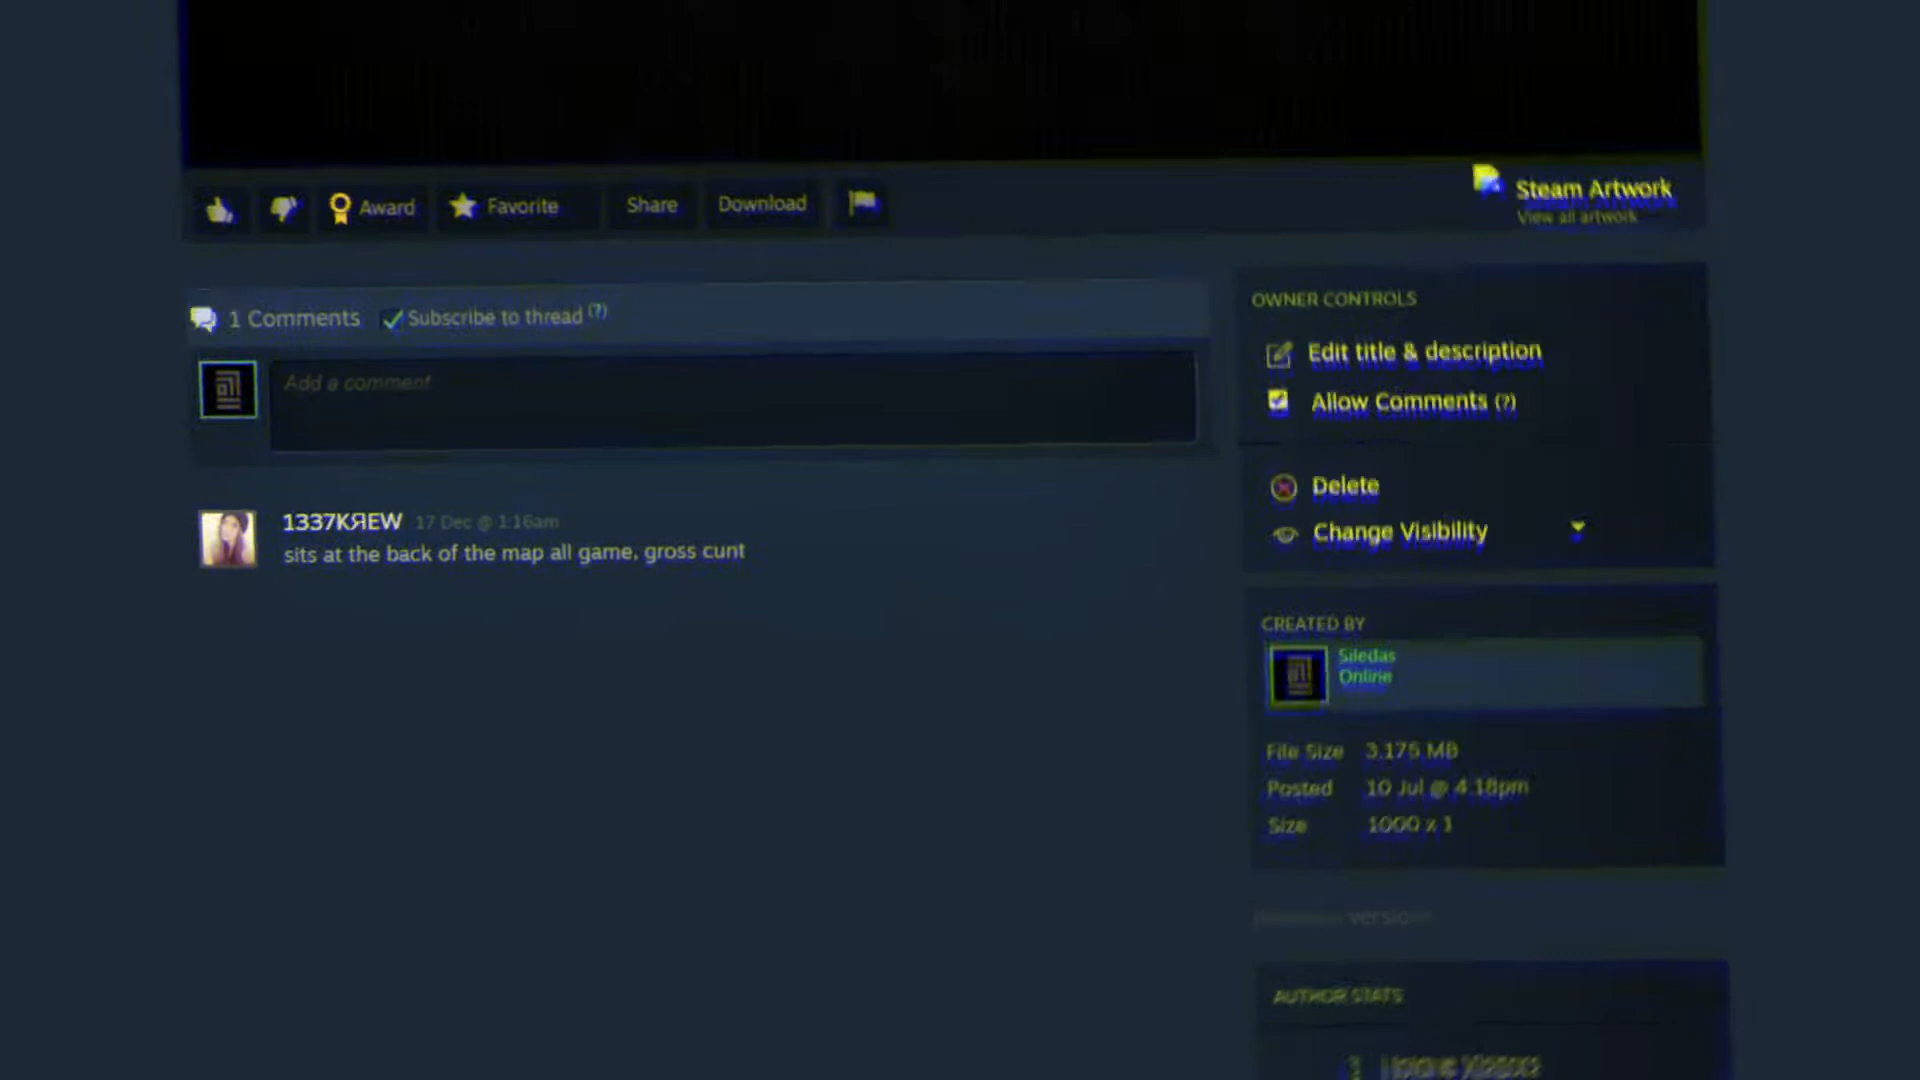 Award
Favorite
Share
Download
Steam Artwork
View all artwork
1 Comments
Subscribe to thread (?)
Add a comment
1337KЯEW 17 Dec @ 1:16am
sits at the back of the map all game, gross cunt
OWNER CONTROLS
Edit title & description
Allow Comments (?)
Delete
Change Visibility
CREATED BY
Siledas
Online
File Size 3.175 MB
Posted 10 Jul @ 4:18pm
Size 1000 x 1
AUTHOR STATS